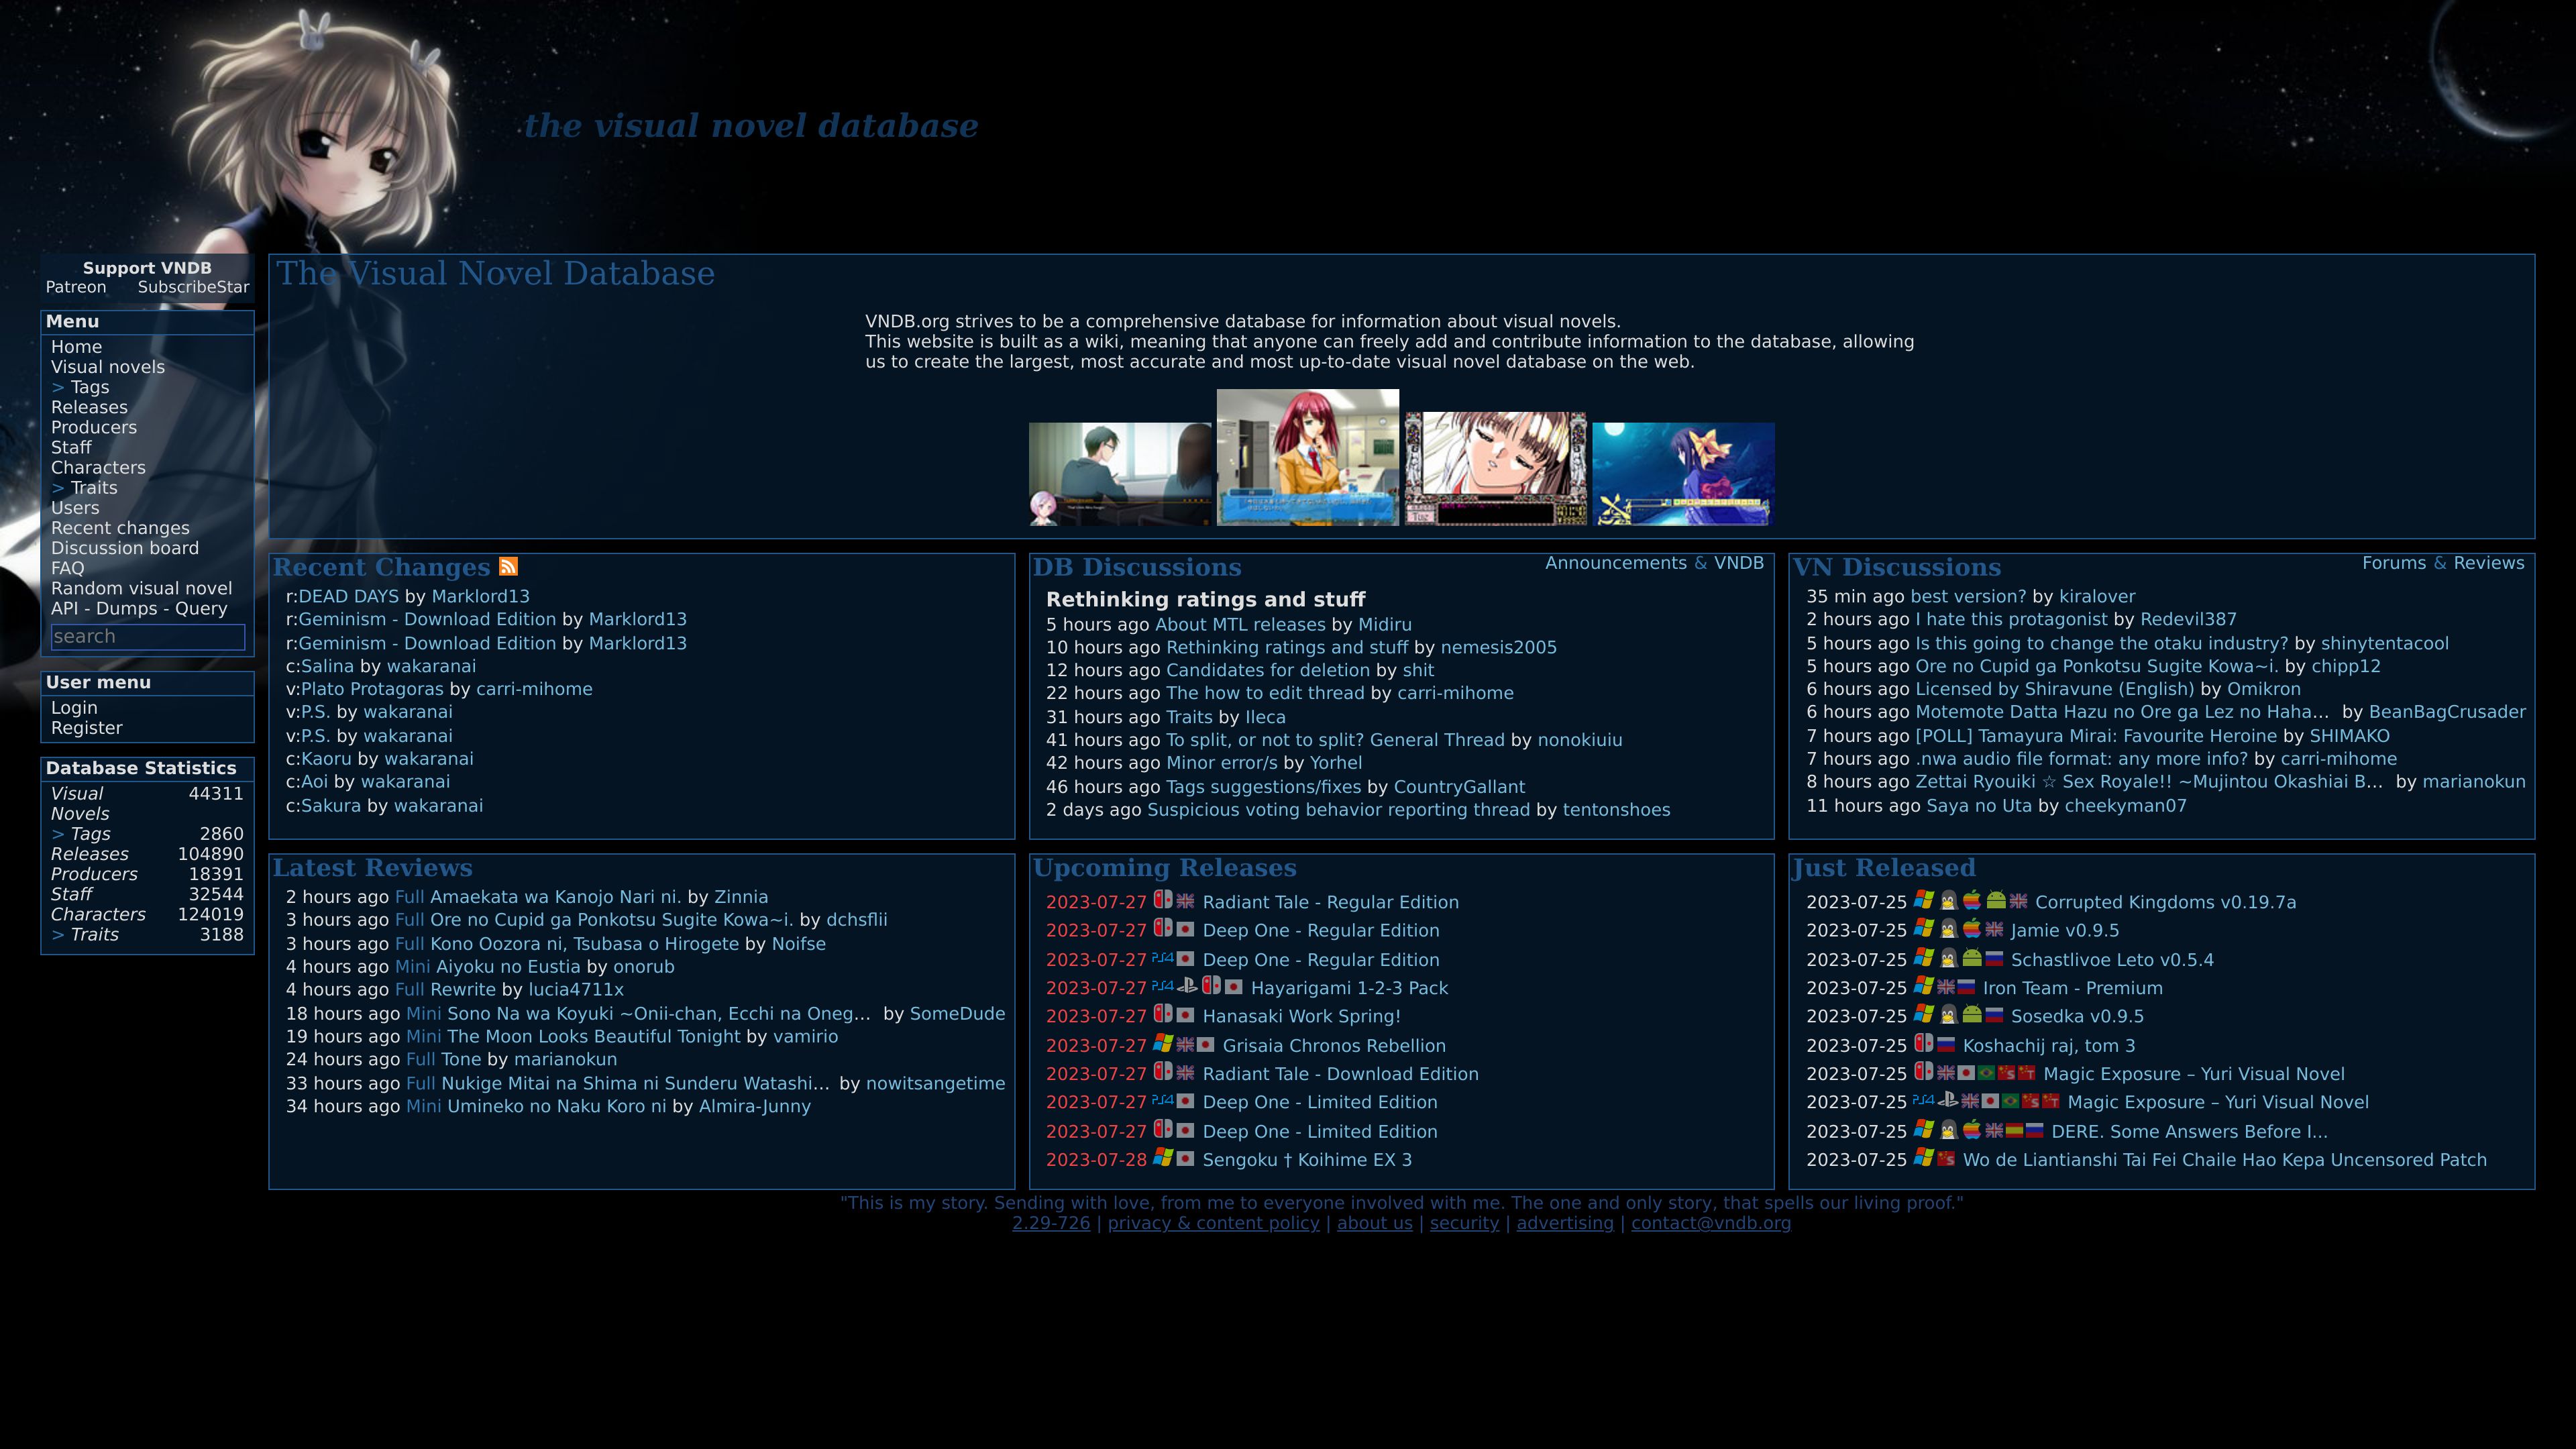 the visual novel database
Support VNDB
Patreon SubscribeStar
Menu
Home
Visual novels
> Tags
Releases
Producers
Staff
Characters
> Traits
Users
Recent changes
Discussion board
FAQ
Random visual novel
API - Dumps - Query
search
User menu
Login
Register
Database Statistics
Visual Novels 44311
> Tags 2860
Releases 104890
Producers 18391
Staff 32544
Characters 124019
> Traits 3188
The Visual Novel Database
VNDB.org strives to be a comprehensive database for information about visual novels.
This website is built as a wiki, meaning that anyone can freely add and contribute information to the database, allowing
us to create the largest, most accurate and most up-to-date visual novel database on the web.
Recent Changes
r:DEAD DAYS by Marklord13
r:Geminism - Download Edition by Marklord13
r:Geminism - Download Edition by Marklord13
c:Salina by wakaranai
v:Plato Protagoras by carri-mihome
v:P.S. by wakaranai
v:P.S. by wakaranai
c:Kaoru by wakaranai
c:Aoi by wakaranai
c:Sakura by wakaranai
DB Discussions Announcements & VNDB
Rethinking ratings and stuff
5 hours ago About MTL releases by Midiru
10 hours ago Rethinking ratings and stuff by nemesis2005
12 hours ago Candidates for deletion by shit
22 hours ago The how to edit thread by carri-mihome
31 hours ago Traits by Ileca
41 hours ago To split, or not to split? General Thread by nonokiuiu
42 hours ago Minor error/s by Yorhel
46 hours ago Tags suggestions/fixes by CountryGallant
2 days ago Suspicious voting behavior reporting thread by tentonshoes
VN Discussions Forums & Reviews
35 min ago best version? by kiralover
2 hours ago I hate this protagonist by Redevil387
5 hours ago Is this going to change the otaku industry? by shinytentacool
5 hours ago Ore no Cupid ga Ponkotsu Sugite Kowa~i. by chipp12
6 hours ago Licensed by Shiravune (English) by Omikron
6 hours ago Motemote Datta Hazu no Ore ga Lez no Haha... by BeanBagCrusader
7 hours ago [POLL] Tamayura Mirai: Favourite Heroine by SHIMAKO
7 hours ago .nwa audio file format: any more info? by carri-mihome
8 hours ago Zettai Ryouiki ☆ Sex Royale!! ~Mujintou Okashiai B... by marianokun
11 hours ago Saya no Uta by cheekyman07
Latest Reviews
2 hours ago Full Amaekata wa Kanojo Nari ni. by Zinnia
3 hours ago Full Ore no Cupid ga Ponkotsu Sugite Kowa~i. by dchsflii
3 hours ago Full Kono Oozora ni, Tsubasa o Hirogete by Noifse
4 hours ago Mini Aiyoku no Eustia by onorub
4 hours ago Full Rewrite by lucia4711x
18 hours ago Mini Sono Na wa Koyuki ~Onii-chan, Ecchi na Oneg... by SomeDude
19 hours ago Mini The Moon Looks Beautiful Tonight by vamirio
24 hours ago Full Tone by marianokun
33 hours ago Full Nukige Mitai na Shima ni Sunderu Watashi... by nowitsangetime
34 hours ago Mini Umineko no Naku Koro ni by Almira-Junny
Upcoming Releases
2023-07-27 Radiant Tale - Regular Edition
2023-07-27 Deep One - Regular Edition
2023-07-27 PS4 Deep One - Regular Edition
2023-07-27 PS4 Hayarigami 1-2-3 Pack
2023-07-27 Hanasaki Work Spring!
2023-07-27 Grisaia Chronos Rebellion
2023-07-27 Radiant Tale - Download Edition
2023-07-27 PS4 Deep One - Limited Edition
2023-07-27 Deep One - Limited Edition
2023-07-28 Sengoku † Koihime EX 3
Just Released
2023-07-25 Corrupted Kingdoms v0.19.7a
2023-07-25 Jamie v0.9.5
2023-07-25 Schastlivoe Leto v0.5.4
2023-07-25 Iron Team - Premium
2023-07-25 Sosedka v0.9.5
2023-07-25 Koshachij raj, tom 3
2023-07-25 Magic Exposure – Yuri Visual Novel
2023-07-25 PS4 Magic Exposure – Yuri Visual Novel
2023-07-25 DERE. Some Answers Before I...
2023-07-25 Wo de Liantianshi Tai Fei Chaile Hao Kepa Uncensored Patch
"This is my story. Sending with love, from me to everyone involved with me. The one and only story, that spells our living proof."
2.29-726 | privacy & content policy | about us | security | advertising | contact@vndb.org